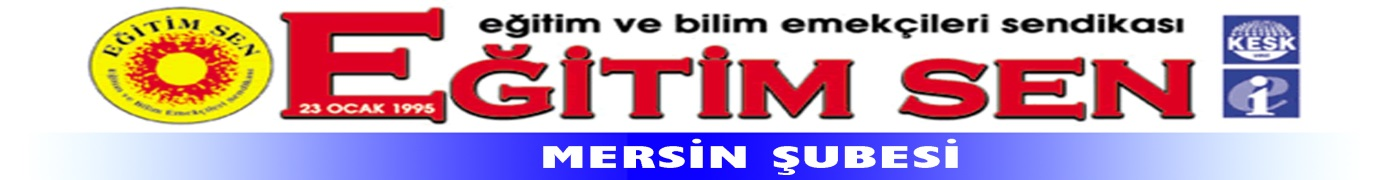 EĞİTİM SEN
eğitim ve Bilim Emekçileri sendikası
eğitim ve bilim emekçileri sendikası
EĞİTİM SEN
23 OCAK 1995
KESK
MERSİN ŞUBESİ